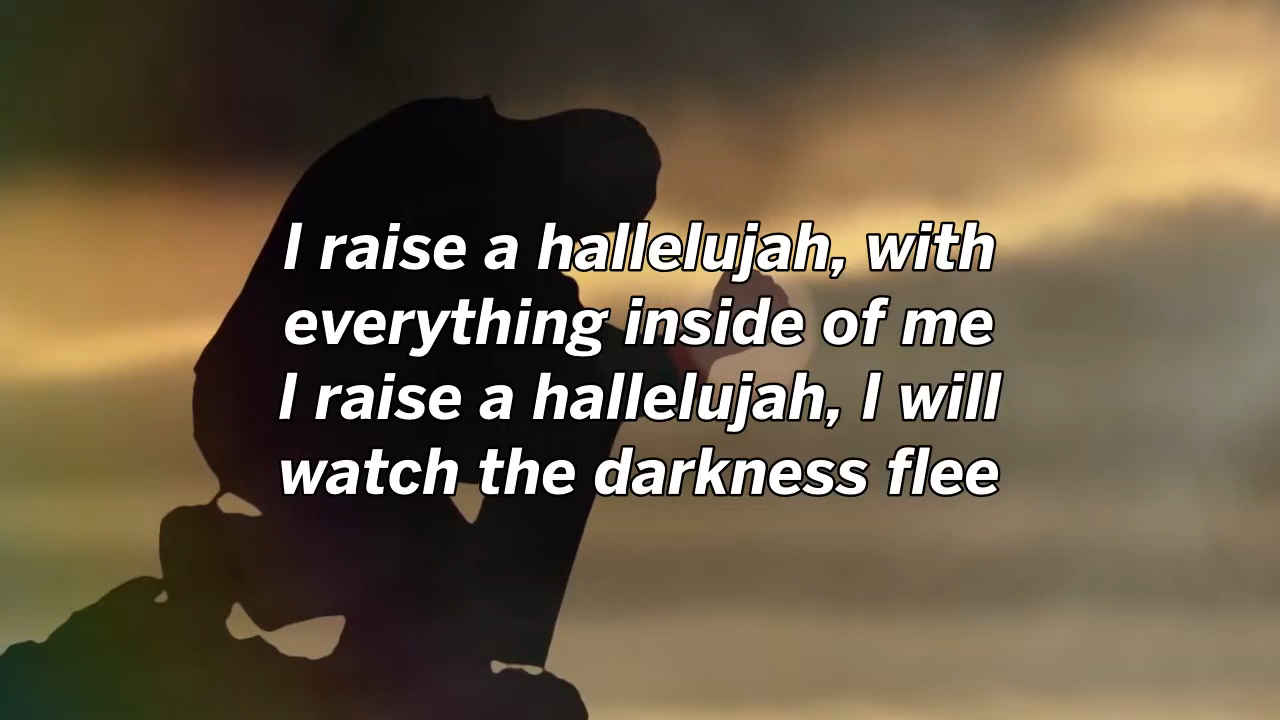 I raise a hallelujah, with
everything inside of me
I raise a hallelujah, I will
watch the darkness flee